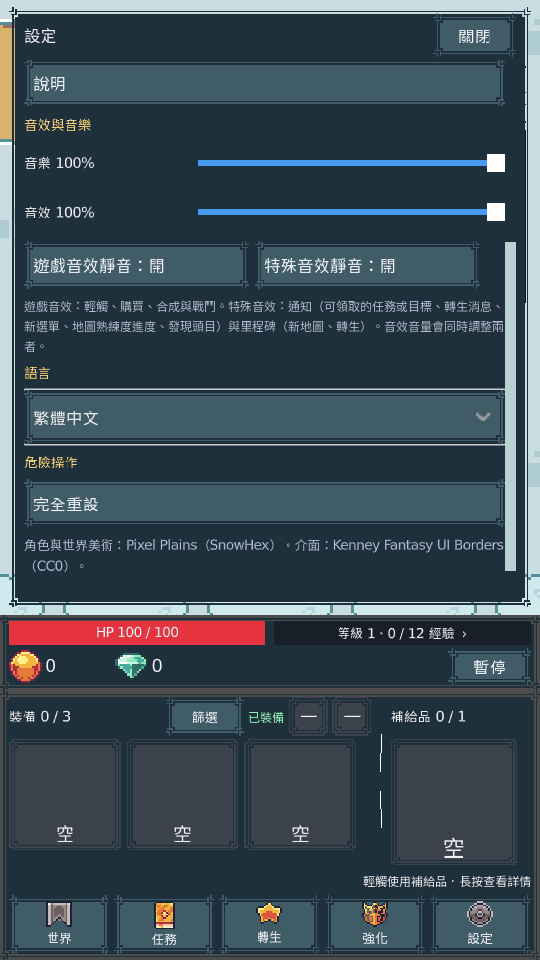 設定
關閉
說明
音效與音樂
音樂 100%
音效 100%
遊戲音效靜音：開
特殊音效靜音：開
遊戲音效：輕觸、購買、合成與戰鬥。特殊音效：通知（可領取的任務或目標、轉生消息、
新選單、地圖熟練度進度、發現頭目）與里程碑（新地圖、轉生）。音效音量會同時調整兩
者。
語言
繁體中文
危險操作
完全重設
角色與世界美術：Pixel Plains（SnowHex）。介面：Kenney Fantasy UI Borders
（CC0）。
HP 100 / 100
等級 1 · 0 / 12 經驗 ›
0
0
暫停
裝備 0 / 3
篩選
已裝備
—
—
補給品 0 / 1
空
空
空
空
輕觸使用補給品 · 長按查看詳情
世界
任務
轉生
強化
設定